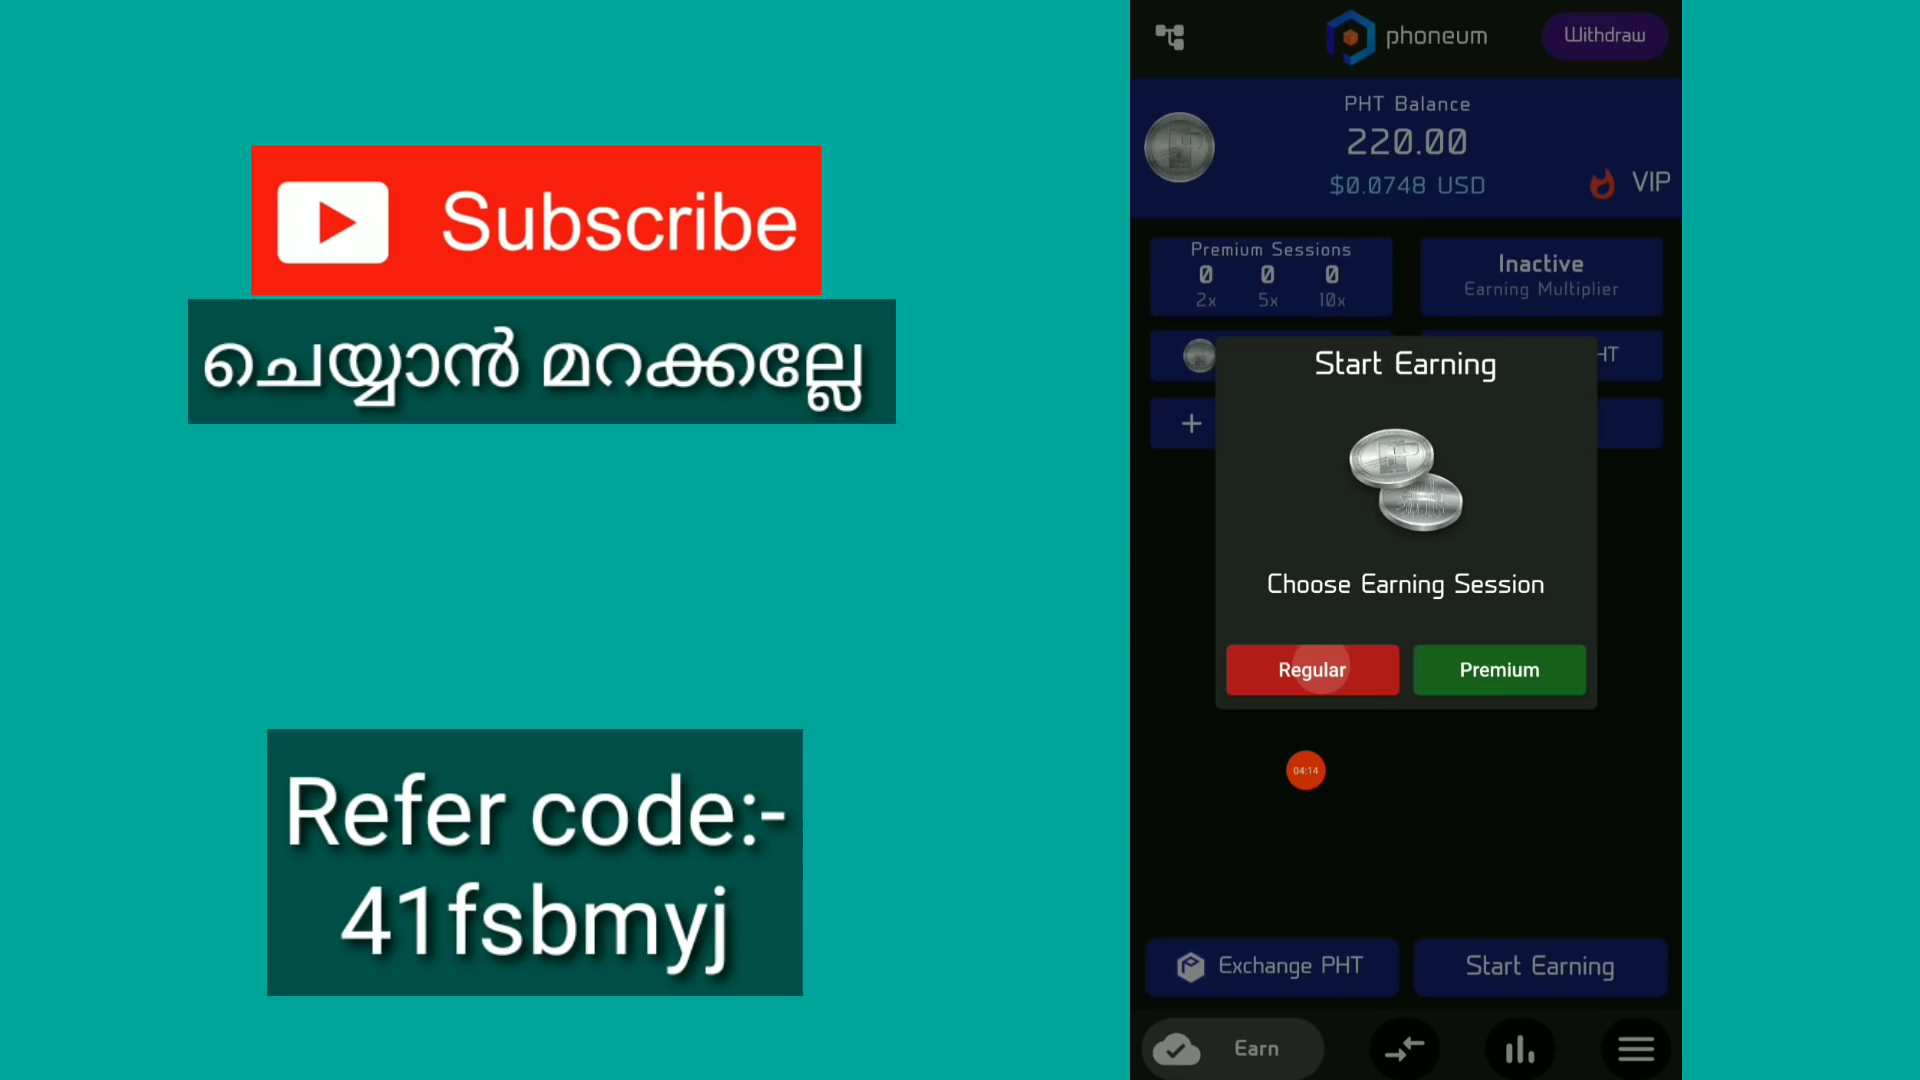 Subscribe
ചെയ്യാൻ മറക്കല്ലേ
Refer code:-
41fsbmyj
phoneum
Withdraw
PHT Balance
220.00
$0.0748 USD
VIP
Premium Sessions
0 0 0
2x 5x 10x
Inactive
Earning Multiplier
HT
Start Earning
Choose Earning Session
Regular
Premium
04:14
Exchange PHT
Start Earning
Earn